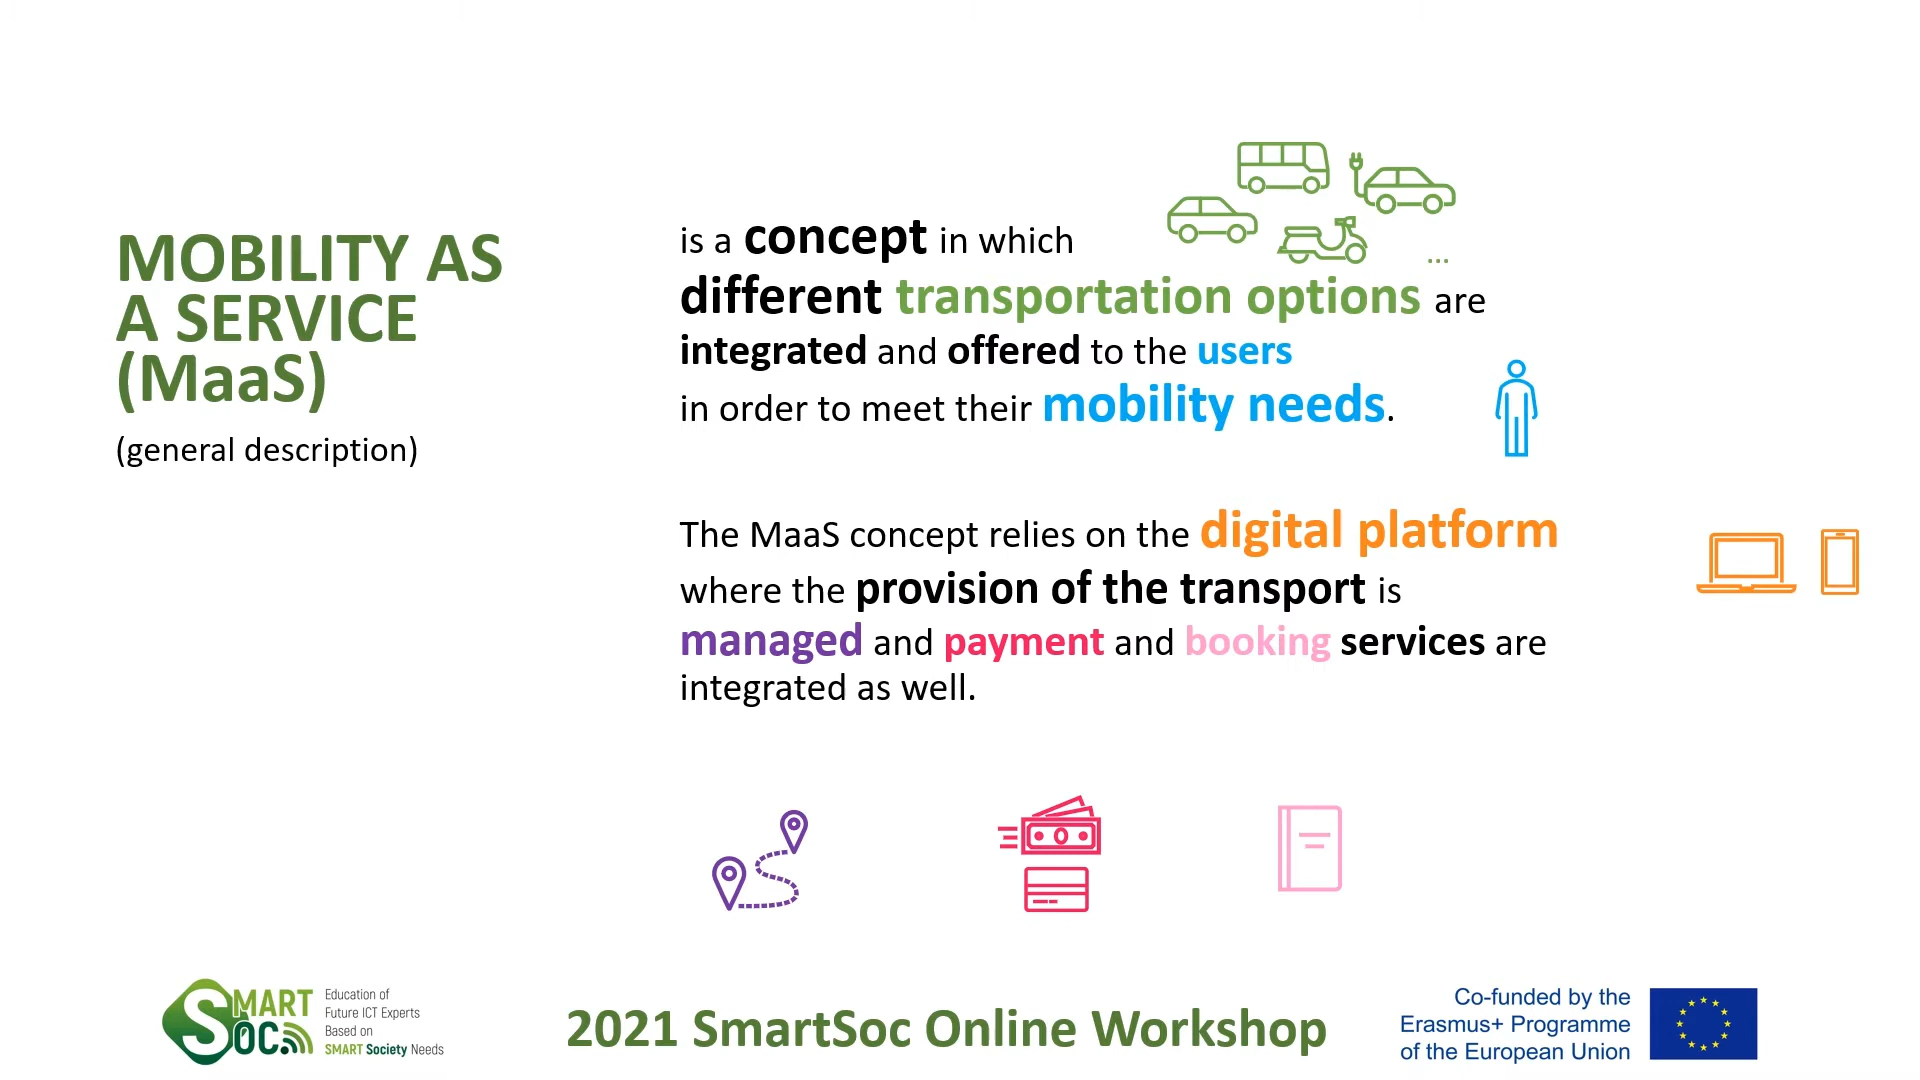 MOBILITY AS
A SERVICE
(MaaS)
(general description)
is a concept in which
different transportation options are
integrated and offered to the users
in order to meet their mobility needs.
...
The MaaS concept relies on the digital platform
where the provision of the transport is
managed and payment and booking services are
integrated as well.
SMART
SOC
Education of
Future ICT Experts
Based on
SMART Society Needs
2021 SmartSoc Online Workshop
Co-funded by the
Erasmus+ Programme
of the European Union